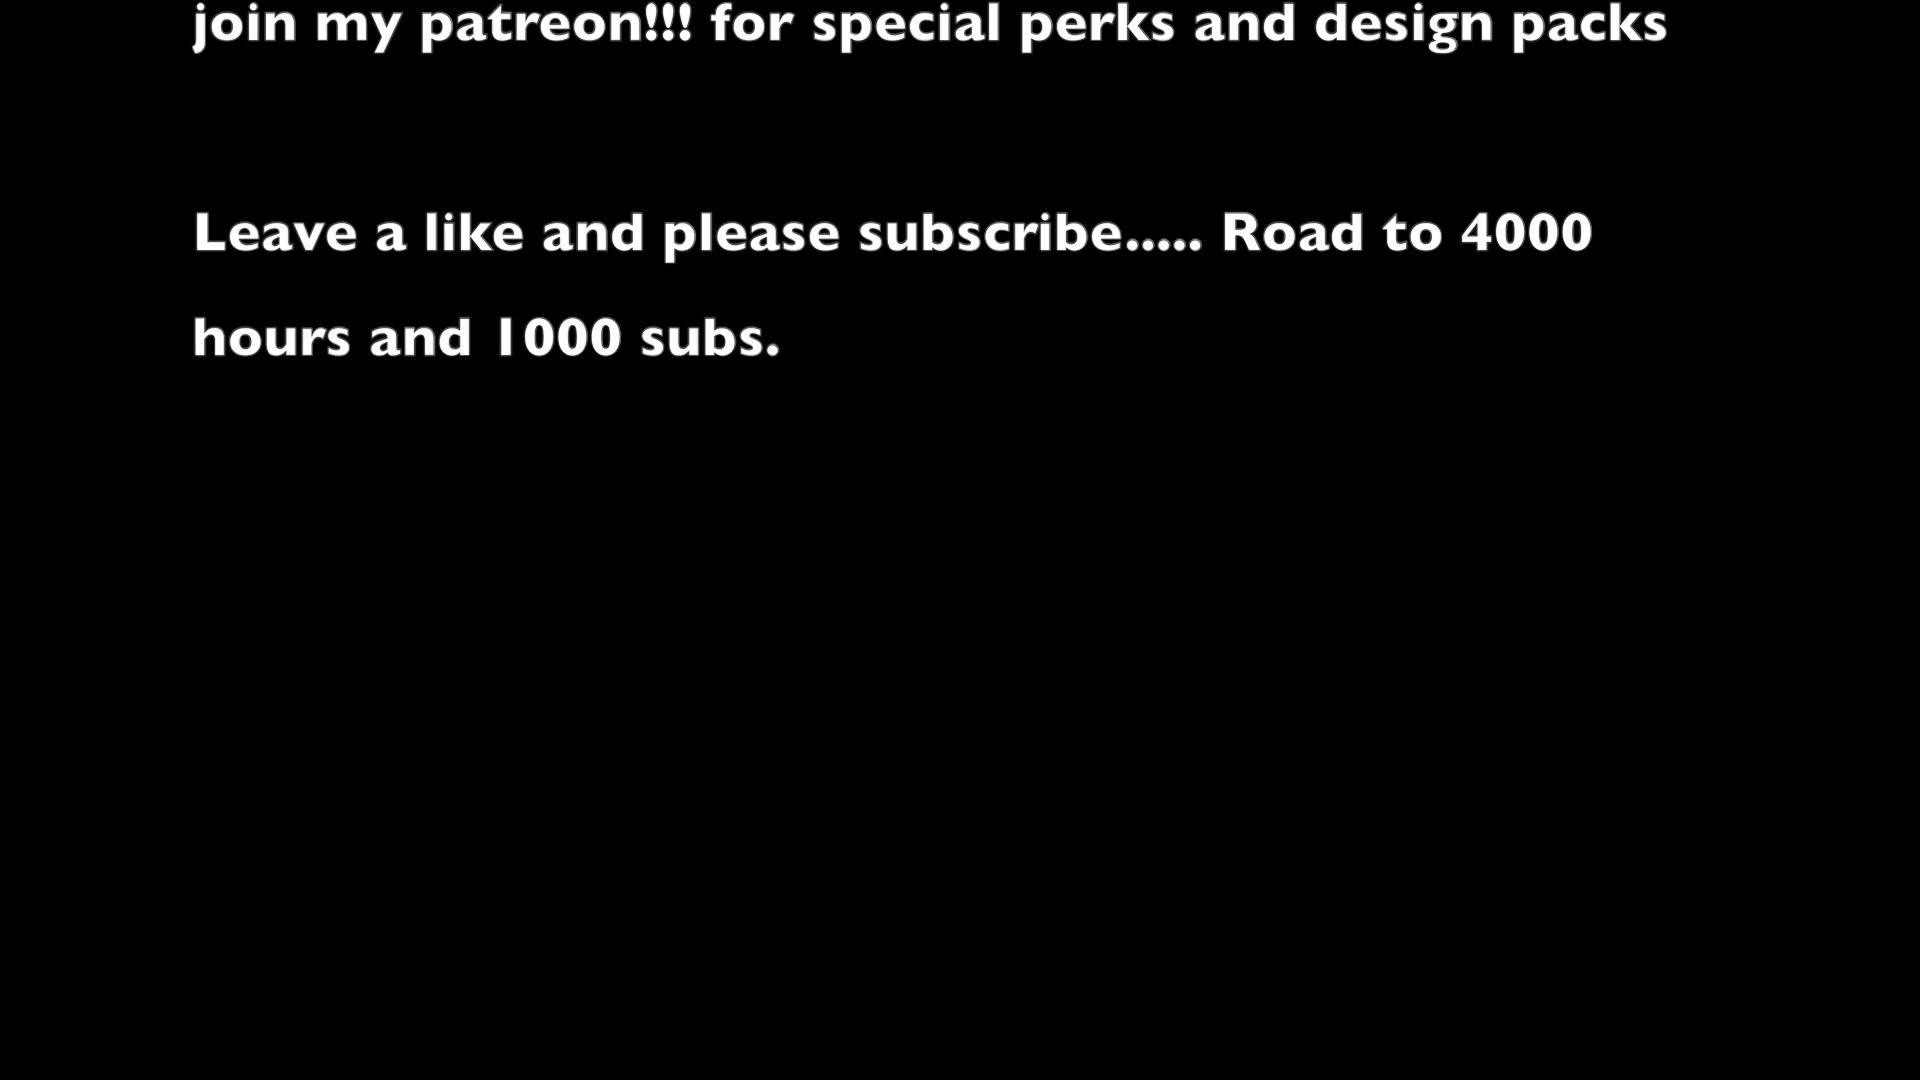 join my patreon!!! for special perks and design packs
Leave a like and please subscribe..... Road to 4000
hours and 1000 subs.